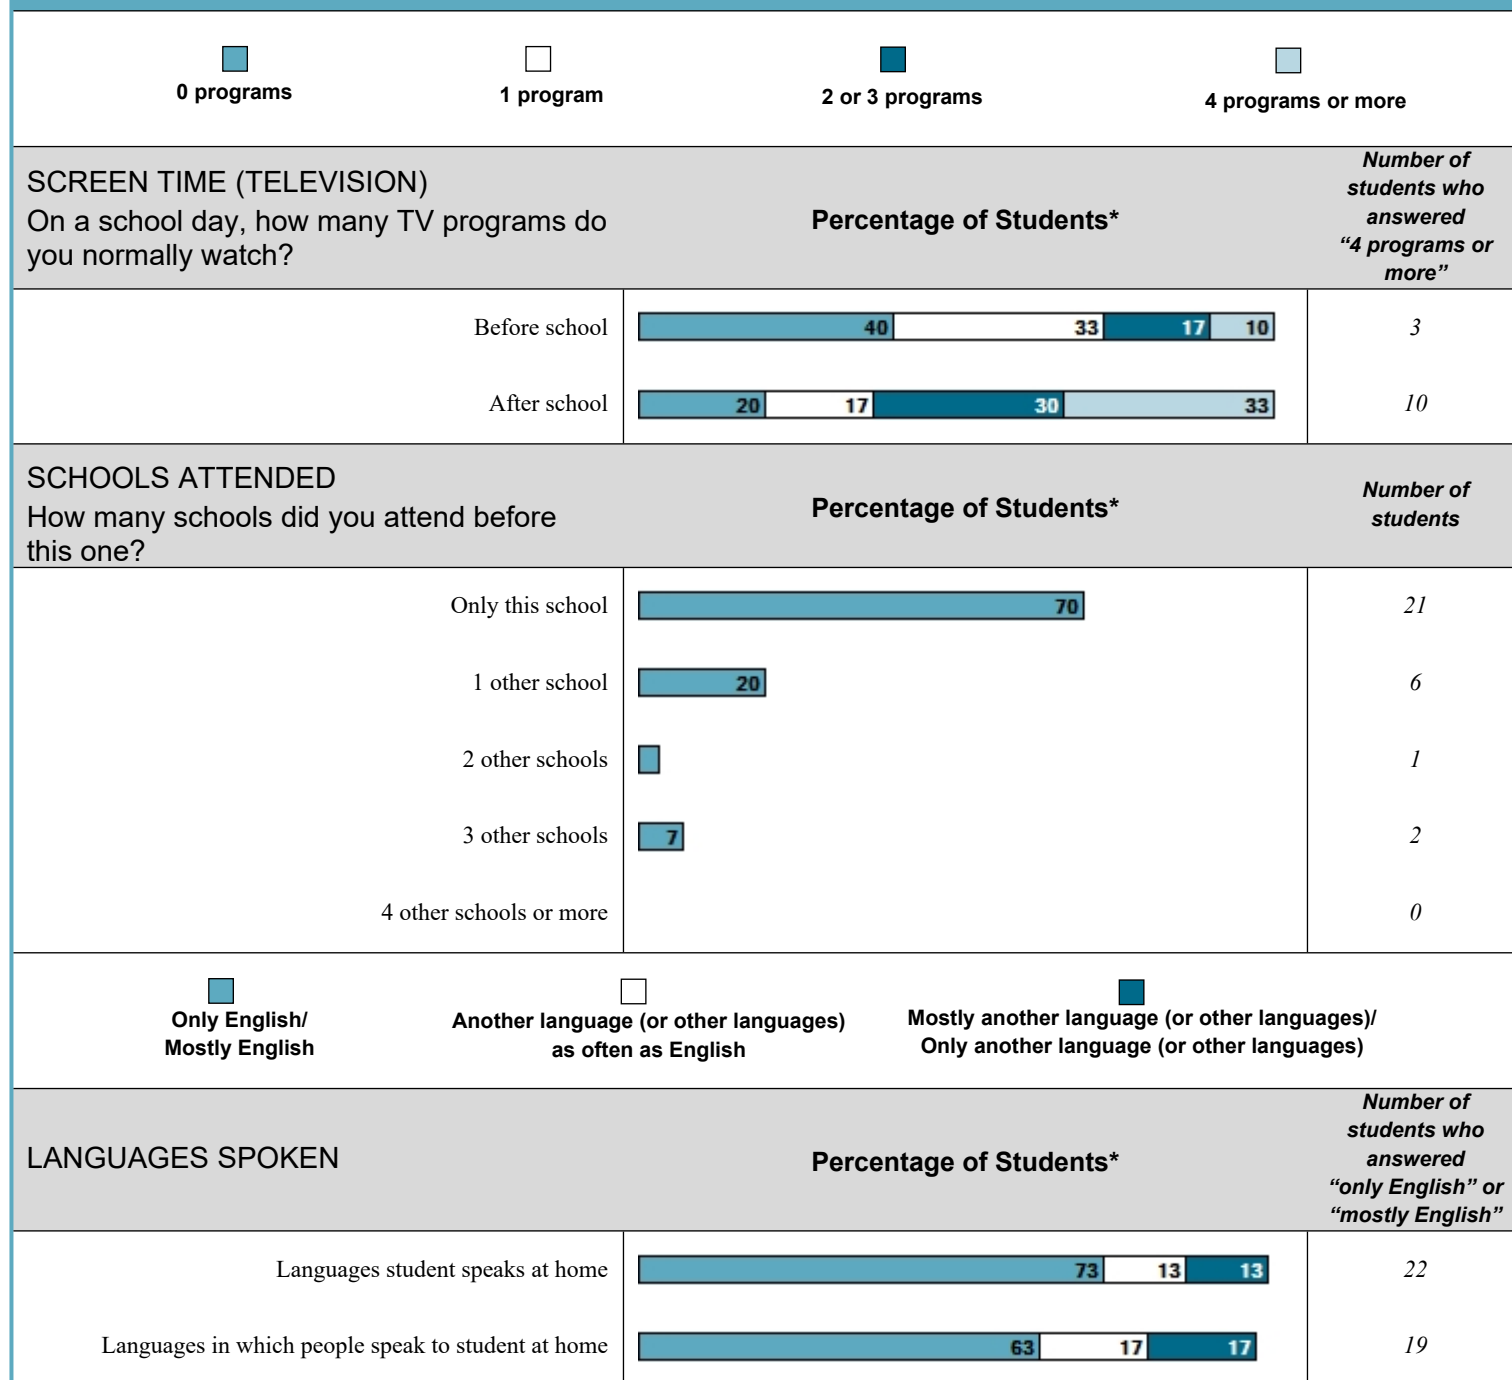 0 programs
1 program
2 or 3 programs
4 programs or more
SCREEN TIME (TELEVISION)
On a school day, how many TV programs do
you normally watch?
Percentage of Students*
Number of
students who
answered
“4 programs or
more”
Before school
40 33 17 10
3
After school
20 17 30 33
10
SCHOOLS ATTENDED
How many schools did you attend before
this one?
Percentage of Students*
Number of
students
Only this school
70
21
1 other school
20
6
2 other schools
1
3 other schools
7
2
4 other schools or more
0
Only English/
Mostly English
Another language (or other languages)
as often as English
Mostly another language (or other languages)/
Only another language (or other languages)
LANGUAGES SPOKEN
Percentage of Students*
Number of
students who
answered
“only English” or
“mostly English”
Languages student speaks at home
73 13 13
22
Languages in which people speak to student at home
63 17 17
19